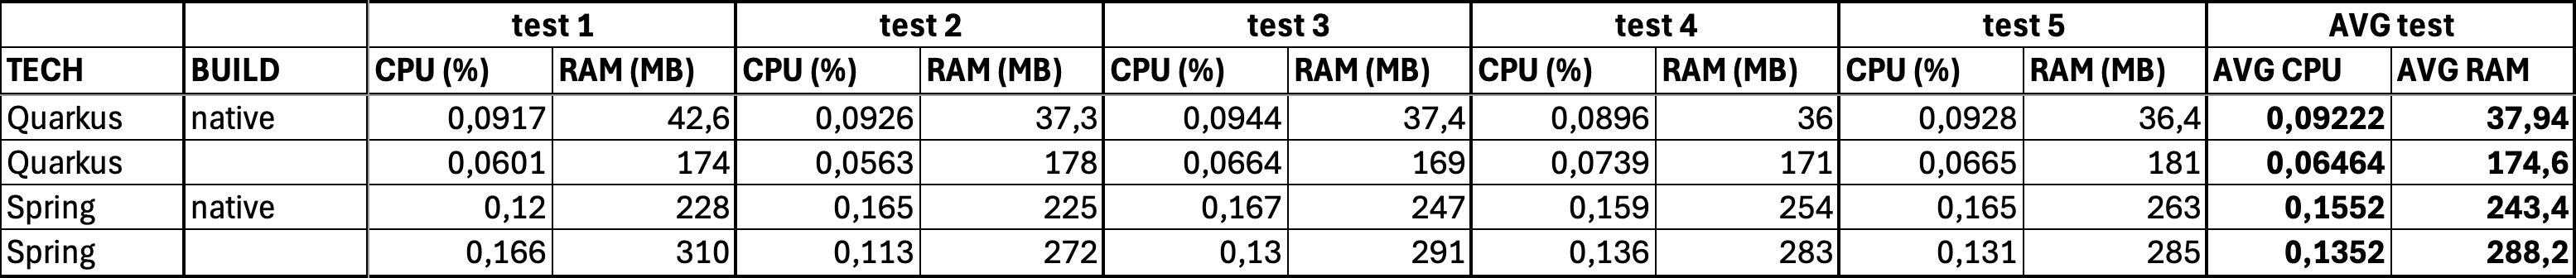 test 1 test 2 test 3 test 4 test 5 AVG test
TECH BUILD CPU (%) RAM (MB) CPU (%) RAM (MB) CPU (%) RAM (MB) CPU (%) RAM (MB) CPU (%) RAM (MB) AVG CPU AVG RAM
Quarkus native 0,0917 42,6 0,0926 37,3 0,0944 37,4 0,0896 36 0,0928 36,4 0,09222 37,94
Quarkus 0,0601 174 0,0563 178 0,0664 169 0,0739 171 0,0665 181 0,06464 174,6
Spring native 0,12 228 0,165 225 0,167 247 0,159 254 0,165 263 0,1552 243,4
Spring 0,166 310 0,113 272 0,13 291 0,136 283 0,131 285 0,1352 288,2